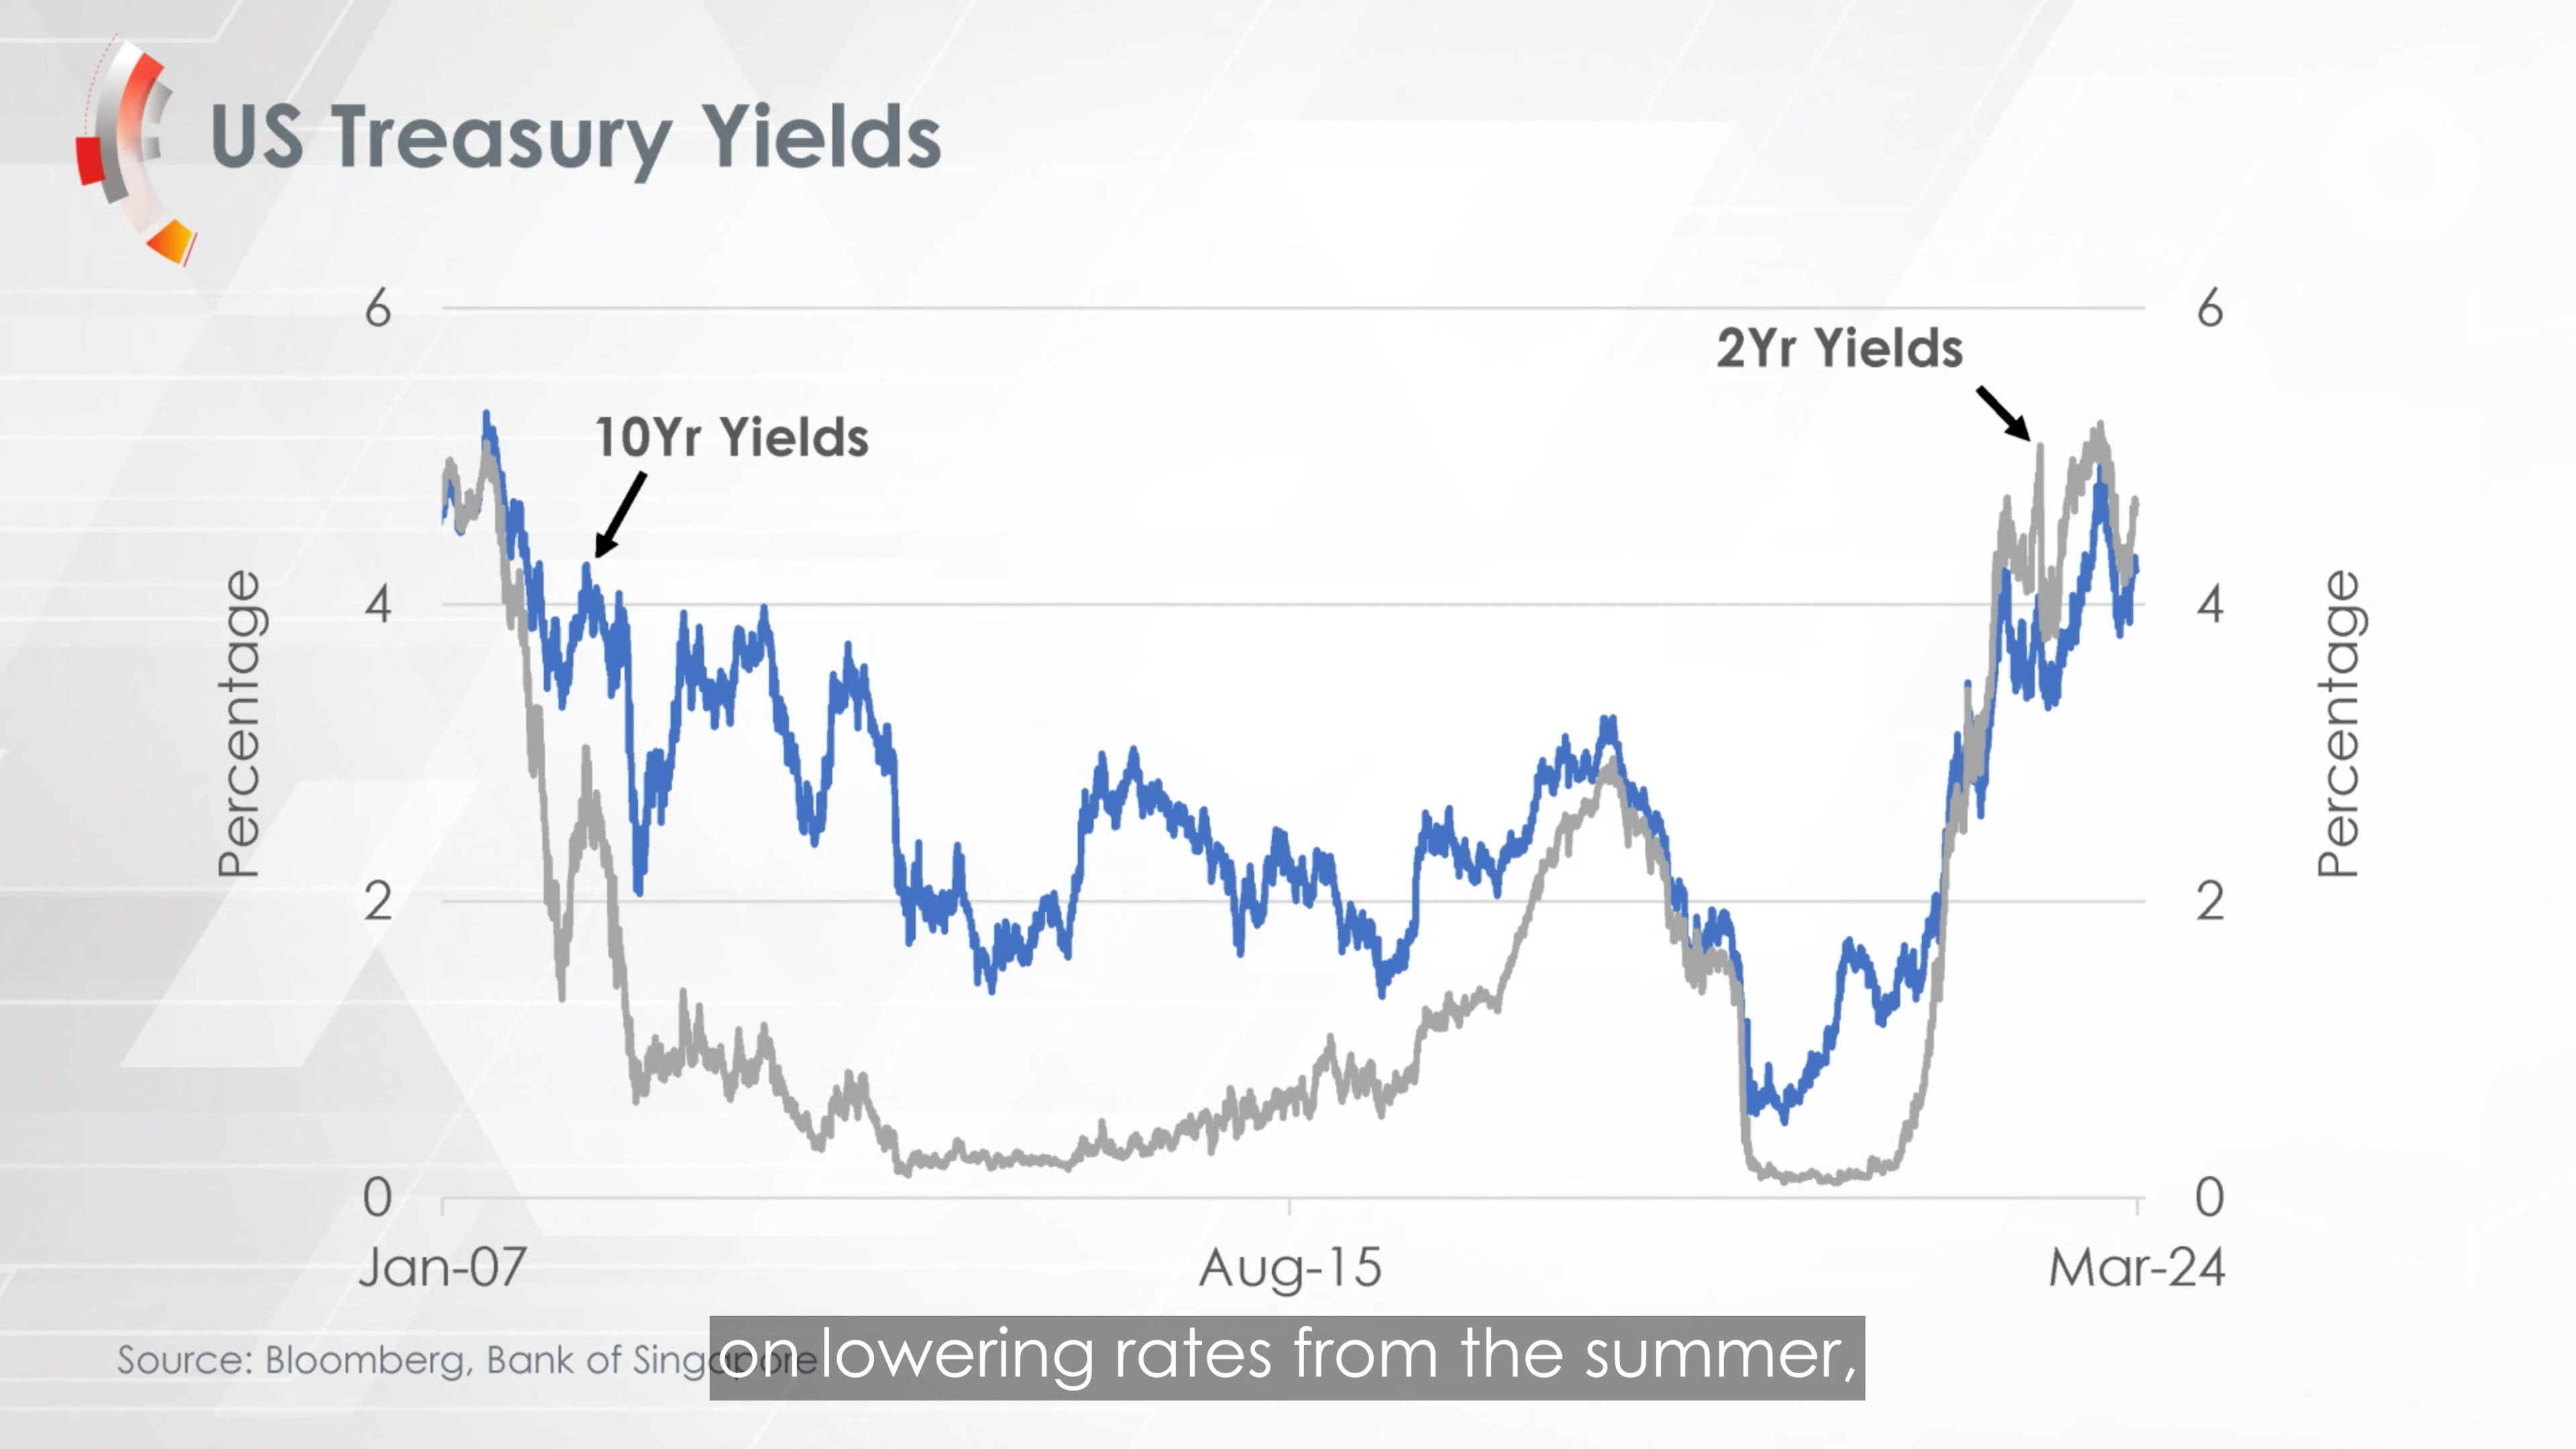 US Treasury Yields
6
6
2Yr Yields
10Yr Yields
4
4
Percentage
Percentage
2
2
0
0
Jan-07
Aug-15
Mar-24
Source: Bloomberg, Bank of Singapore
on lowering rates from the summer,